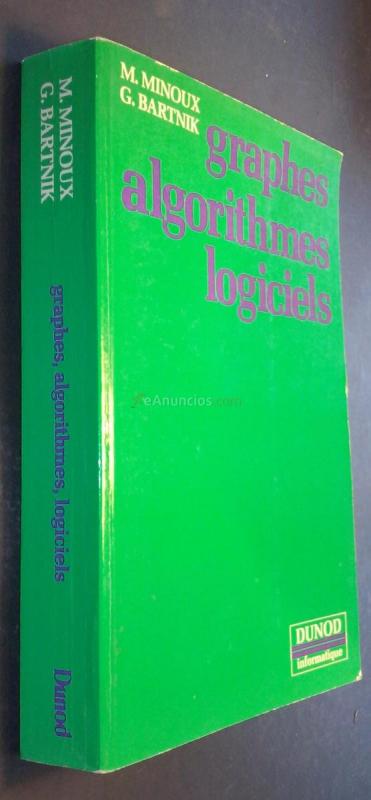 M. MINOUX
G. BARTNIK
graphes, algorithmes, logiciels
Dunod
M. MINOUX
G. BARTNIK
graphes
algorithmes
logiciels
eAnuncios.com
DUNOD
informatique